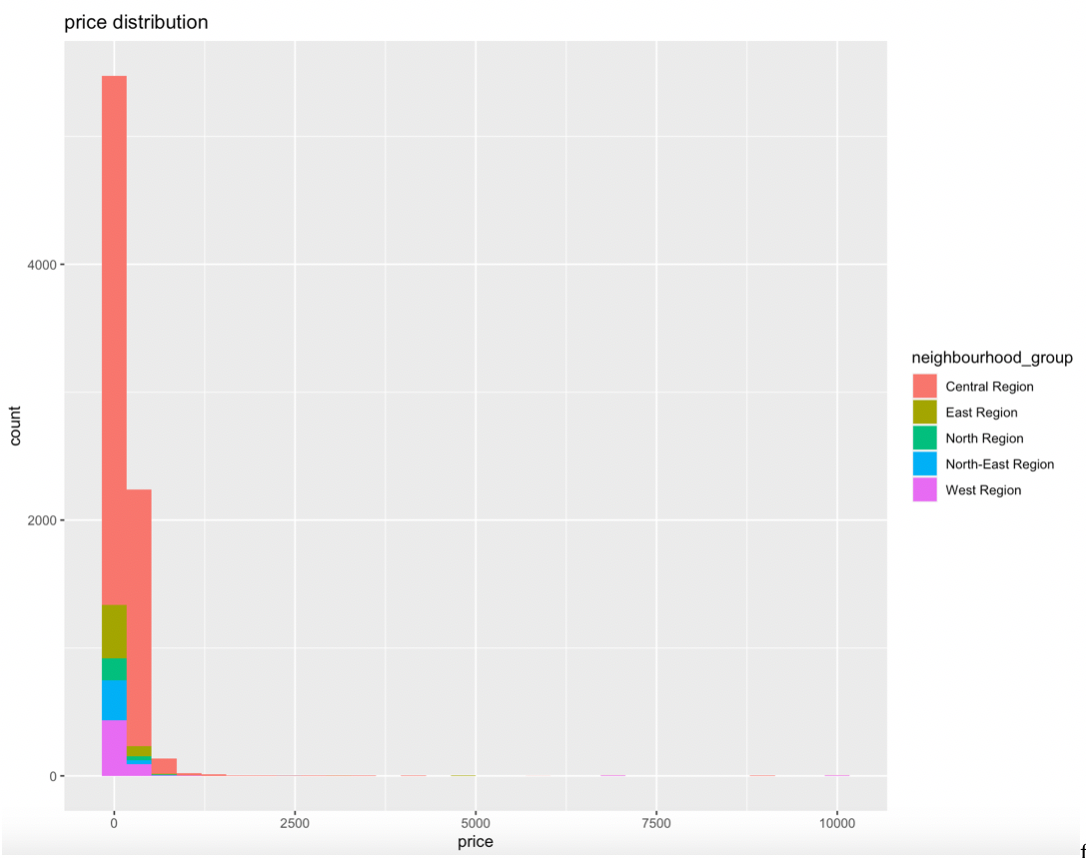 price distribution
4000
2000
0
count
0 2500 5000 7500 10000
price
neighbourhood_group
Central Region
East Region
North Region
North-East Region
West Region
f